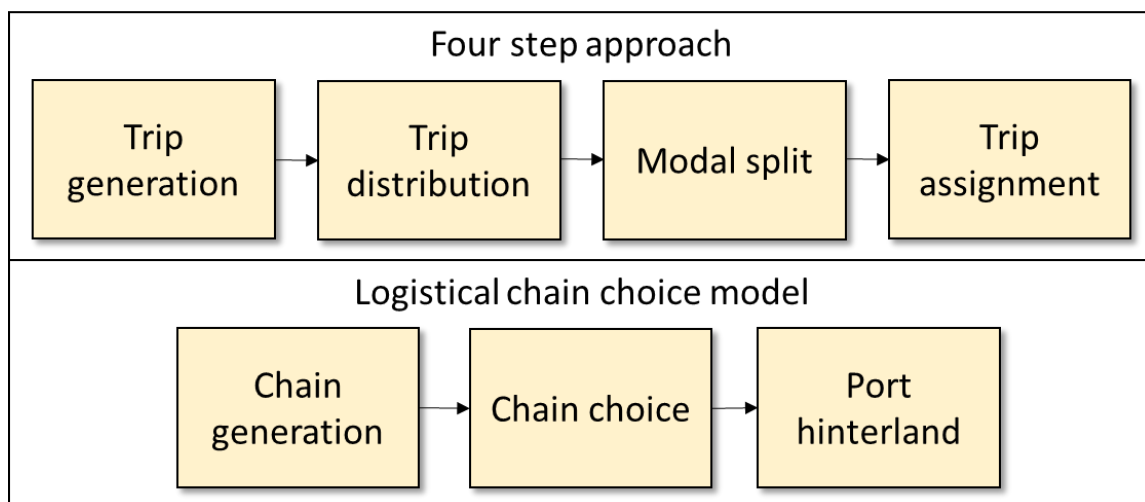 Four step approach
Trip
generation
Trip
distribution
Modal split
Trip
assignment
Logistical chain choice model
Chain
generation
Chain choice
Port
hinterland